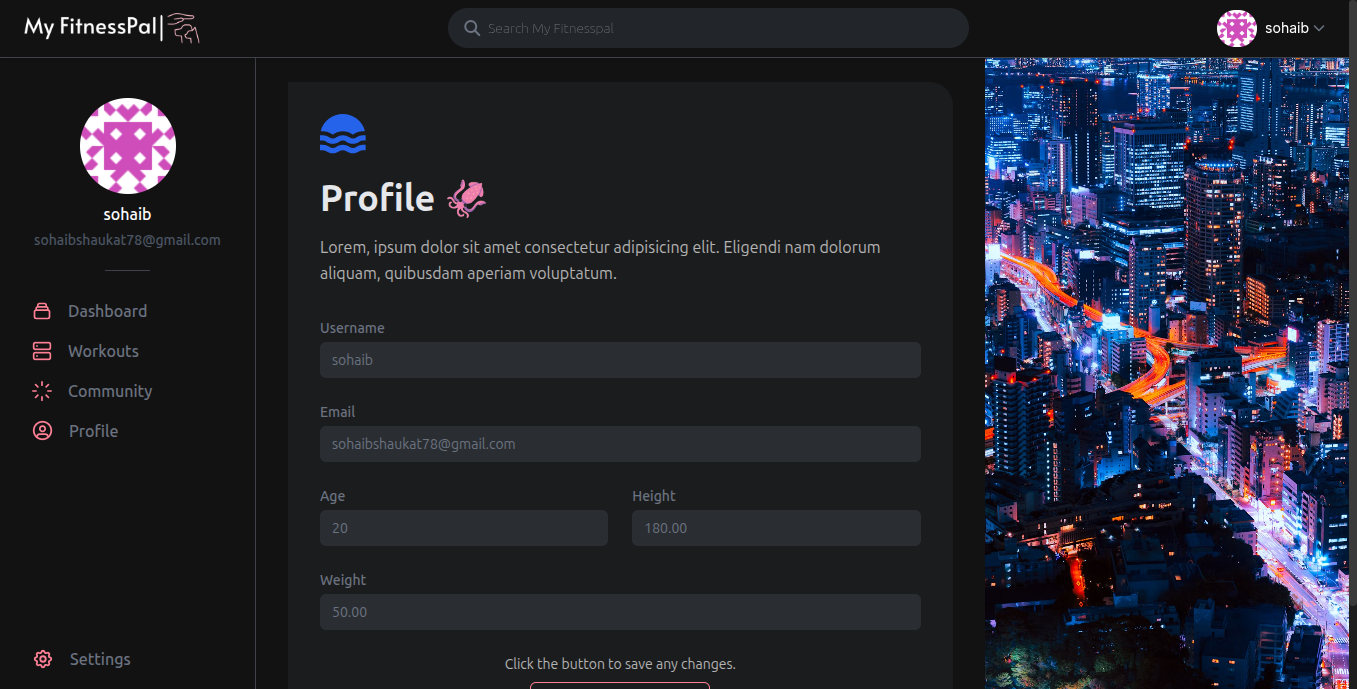 My FitnessPal
Search My Fitnesspal
sohaib
sohaib
sohaibshaukat78@gmail.com
Dashboard
Workouts
Community
Profile
Settings
Profile
Lorem, ipsum dolor sit amet consectetur adipisicing elit. Eligendi nam dolorum
aliquam, quibusdam aperiam voluptatum.
Username
sohaib
Email
sohaibshaukat78@gmail.com
Age
Height
20
180.00
Weight
50.00
Click the button to save any changes.